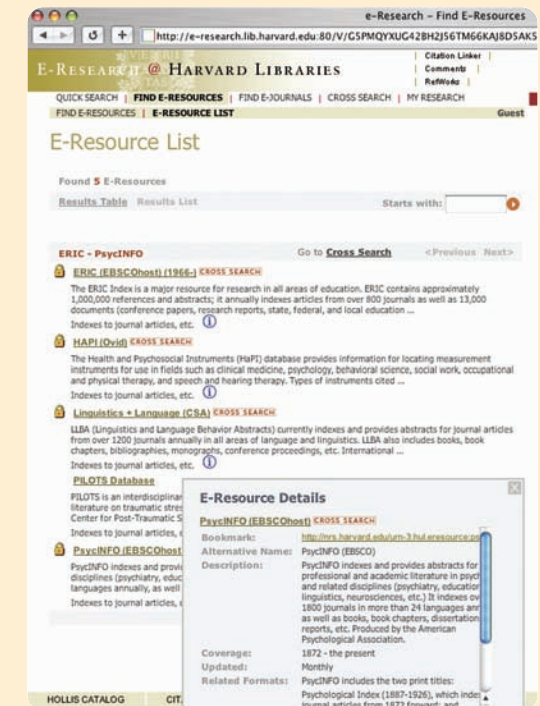 e-Research – Find E-Resources
http://e-research.lib.harvard.edu:80/V/G5PMQYXUG42BH2J56TM66KAJ8D5AK5
Citation Linker |
E-RESEARCH @ HARVARD LIBRARIES
Comments |
RefWorks |
QUICK SEARCH | FIND E-RESOURCES | FIND E-JOURNALS | CROSS SEARCH | MY RESEARCH
FIND E-RESOURCES | E-RESOURCE LIST Guest
E-Resource List
Found 5 E-Resources
Results Table Results List Starts with:
ERIC - PsycINFO Go to Cross Search <Previous Next>
ERIC (EBSCOhost) (1966-) CROSS SEARCH
The ERIC Index is a major resource for research in all areas of education. ERIC contains approximately
1,000,000 references and abstracts; it annually indexes articles from over 800 journals as well as 13,000
documents (conference papers, research reports, state, federal, and local education ...
Indexes to journal articles, etc.
HAPI (Ovid) CROSS SEARCH
The Health and Psychosocial Instruments (HaPI) database provides information for locating measurement
instruments for use in fields such as clinical medicine, psychology, behavioral science, social work, occupational
and physical therapy, and speech and hearing therapy. Types of instruments cited ...
Indexes to journal articles, etc.
Linguistics + Language (CSA) CROSS SEARCH
LLBA (Linguistics and Language Behavior Abstracts) currently indexes and provides abstracts for journal articles
from over 1200 journals annually in all areas of language and linguistics. LLBA also includes books, book
chapters, bibliographies, monographs, conference proceedings, etc. International ...
Indexes to journal articles, etc.
PILOTS Database
PILOTS is an interdisciplinar
literature on traumatic stres
Center for Post-Traumatic S
Indexes to journal articles, e
PsycINFO (EBSCOhost
PsycINFO indexes and provid
disciplines (psychiatry, educ
languages annually, as well
Indexes to journal articles, e
E-Resource Details
PsycINFO (EBSCOhost) CROSS SEARCH
Bookmark: http://nrs.harvard.edu/urn-3:hul.eresource:ps
Alternative Name: PsycINFO (EBSCO)
Description: PsycINFO indexes and provides abstracts for
professional and academic literature in psych
and related disciplines (psychiatry, education
linguistics, neurosciences, etc.) It indexes ov
1800 journals in more than 24 languages ann
as well as books, book chapters, dissertation
reports, etc. Produced by the American
Psychological Association.
Coverage: 1872 - the present
Updated: Monthly
Related Formats: PsycINFO includes the two print titles:
Psychological Index (1887-1926), which inde
journal articles from 1872 forward; and
HOLLIS CATALOG CIT